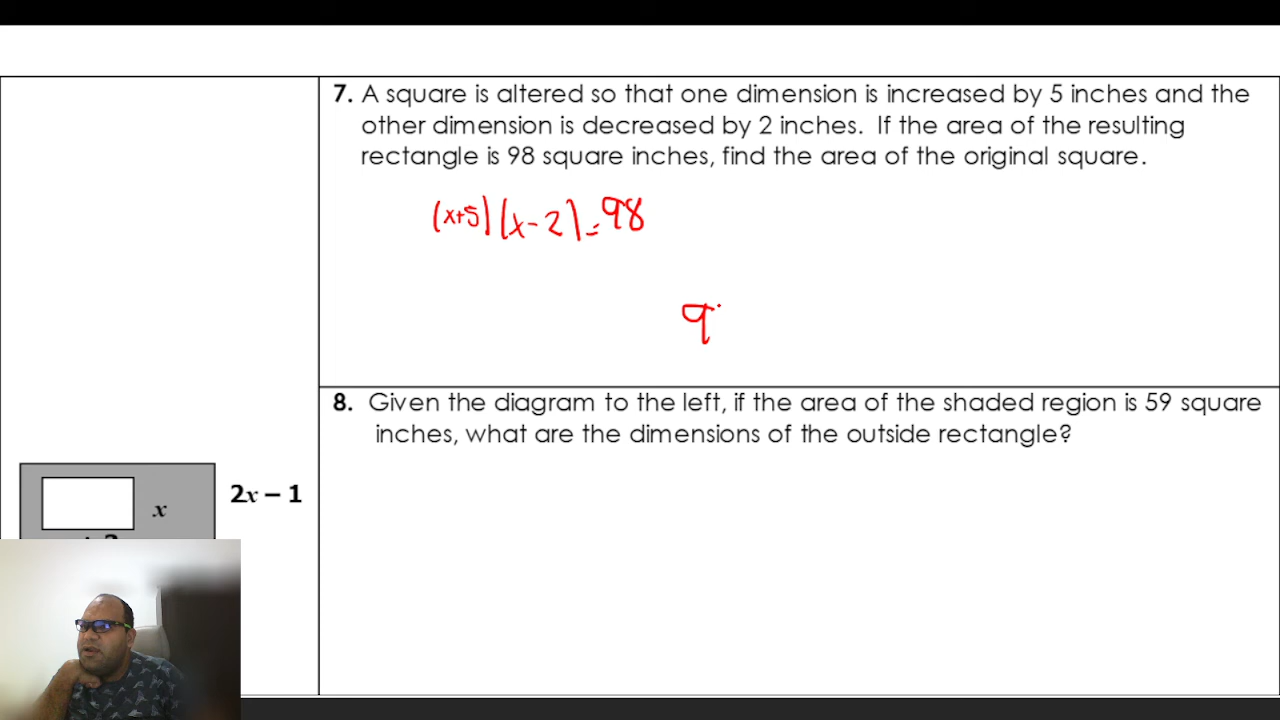 7. A square is altered so that one dimension is increased by 5 inches and the
other dimension is decreased by 2 inches. If the area of the resulting
rectangle is 98 square inches, find the area of the original square.
(x+5)(x-2)=98
9
8. Given the diagram to the left, if the area of the shaded region is 59 square
inches, what are the dimensions of the outside rectangle?
2x – 1
x